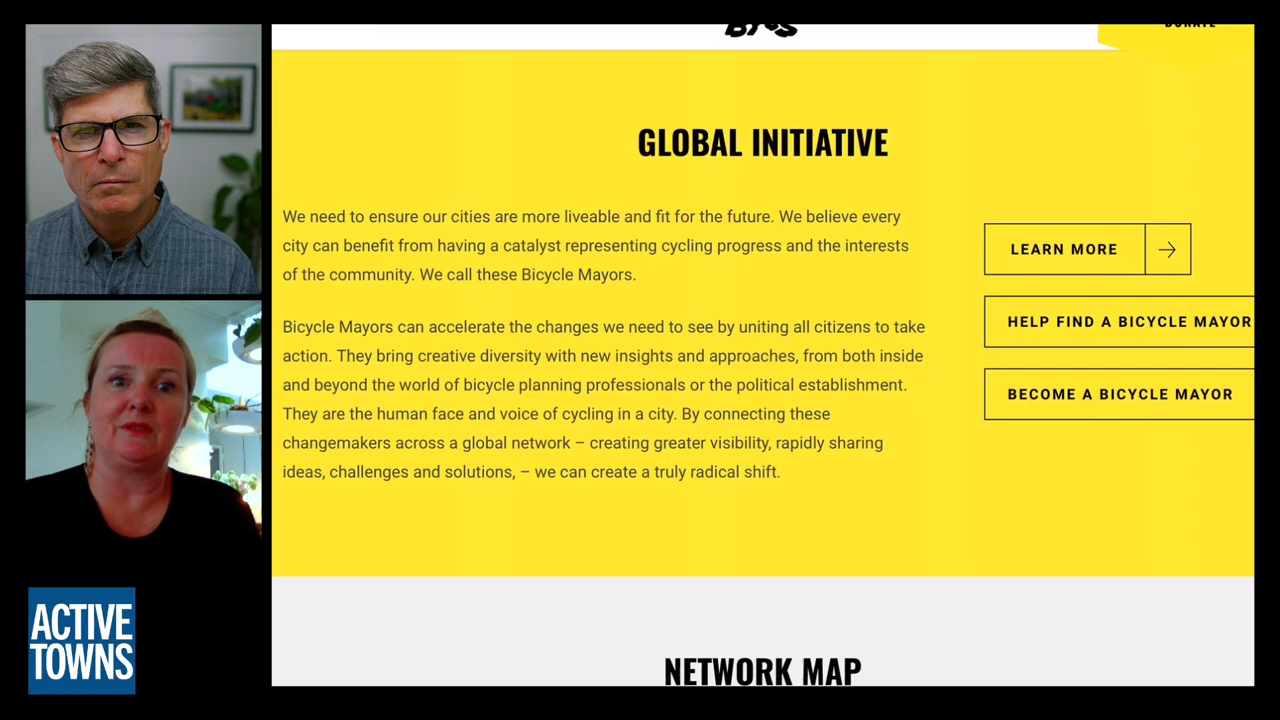 BYCS
DONATE
GLOBAL INITIATIVE
We need to ensure our cities are more liveable and fit for the future. We believe every
city can benefit from having a catalyst representing cycling progress and the interests
of the community. We call these Bicycle Mayors.
Bicycle Mayors can accelerate the changes we need to see by uniting all citizens to take
action. They bring creative diversity with new insights and approaches, from both inside
and beyond the world of bicycle planning professionals or the political establishment.
They are the human face and voice of cycling in a city. By connecting these
changemakers across a global network – creating greater visibility, rapidly sharing
ideas, challenges and solutions, – we can create a truly radical shift.
LEARN MORE
HELP FIND A BICYCLE MAYOR
BECOME A BICYCLE MAYOR
NETWORK MAP
ACTIVE
TOWNS